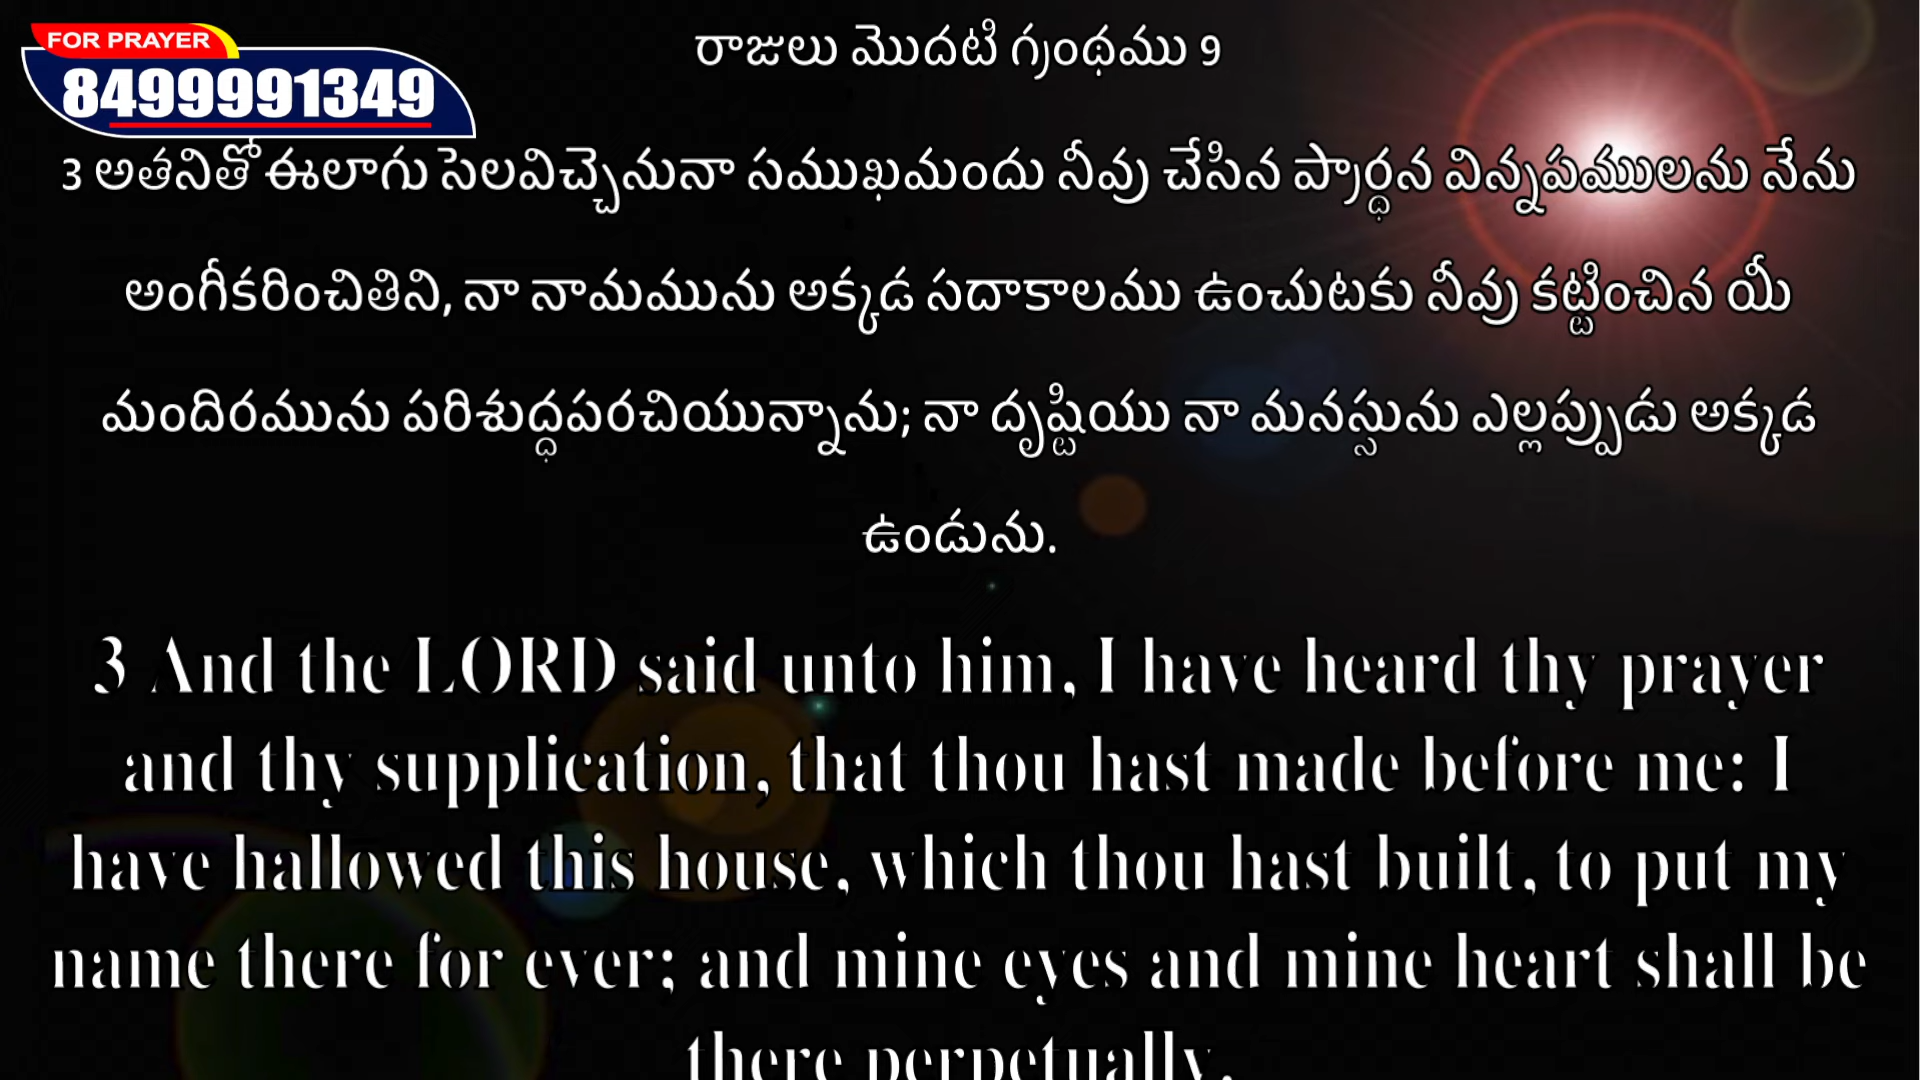 FOR PRAYER
8499991349
రాజులు మొదటి గ్రంథము 9
3 అతనితో ఈలాగు సెలవిచ్చెనునా సముఖమందు నీవు చేసిన ప్రార్థన విన్నపములను నేను
అంగీకరించితిని, నా నామమును అక్కడ సదాకాలము ఉంచుటకు నీవు కట్టించిన యీ
మందిరమును పరిశుద్ధపరచియున్నాను; నా దృష్టియు నా మనస్సును ఎల్లప్పుడు అక్కడ
ఉండును.
3 And the LORD said unto him, I have heard thy prayer
and thy supplication, that thou hast made before me: I
have hallowed this house, which thou hast built, to put my
name there for ever; and mine eyes and mine heart shall be
there perpetually.